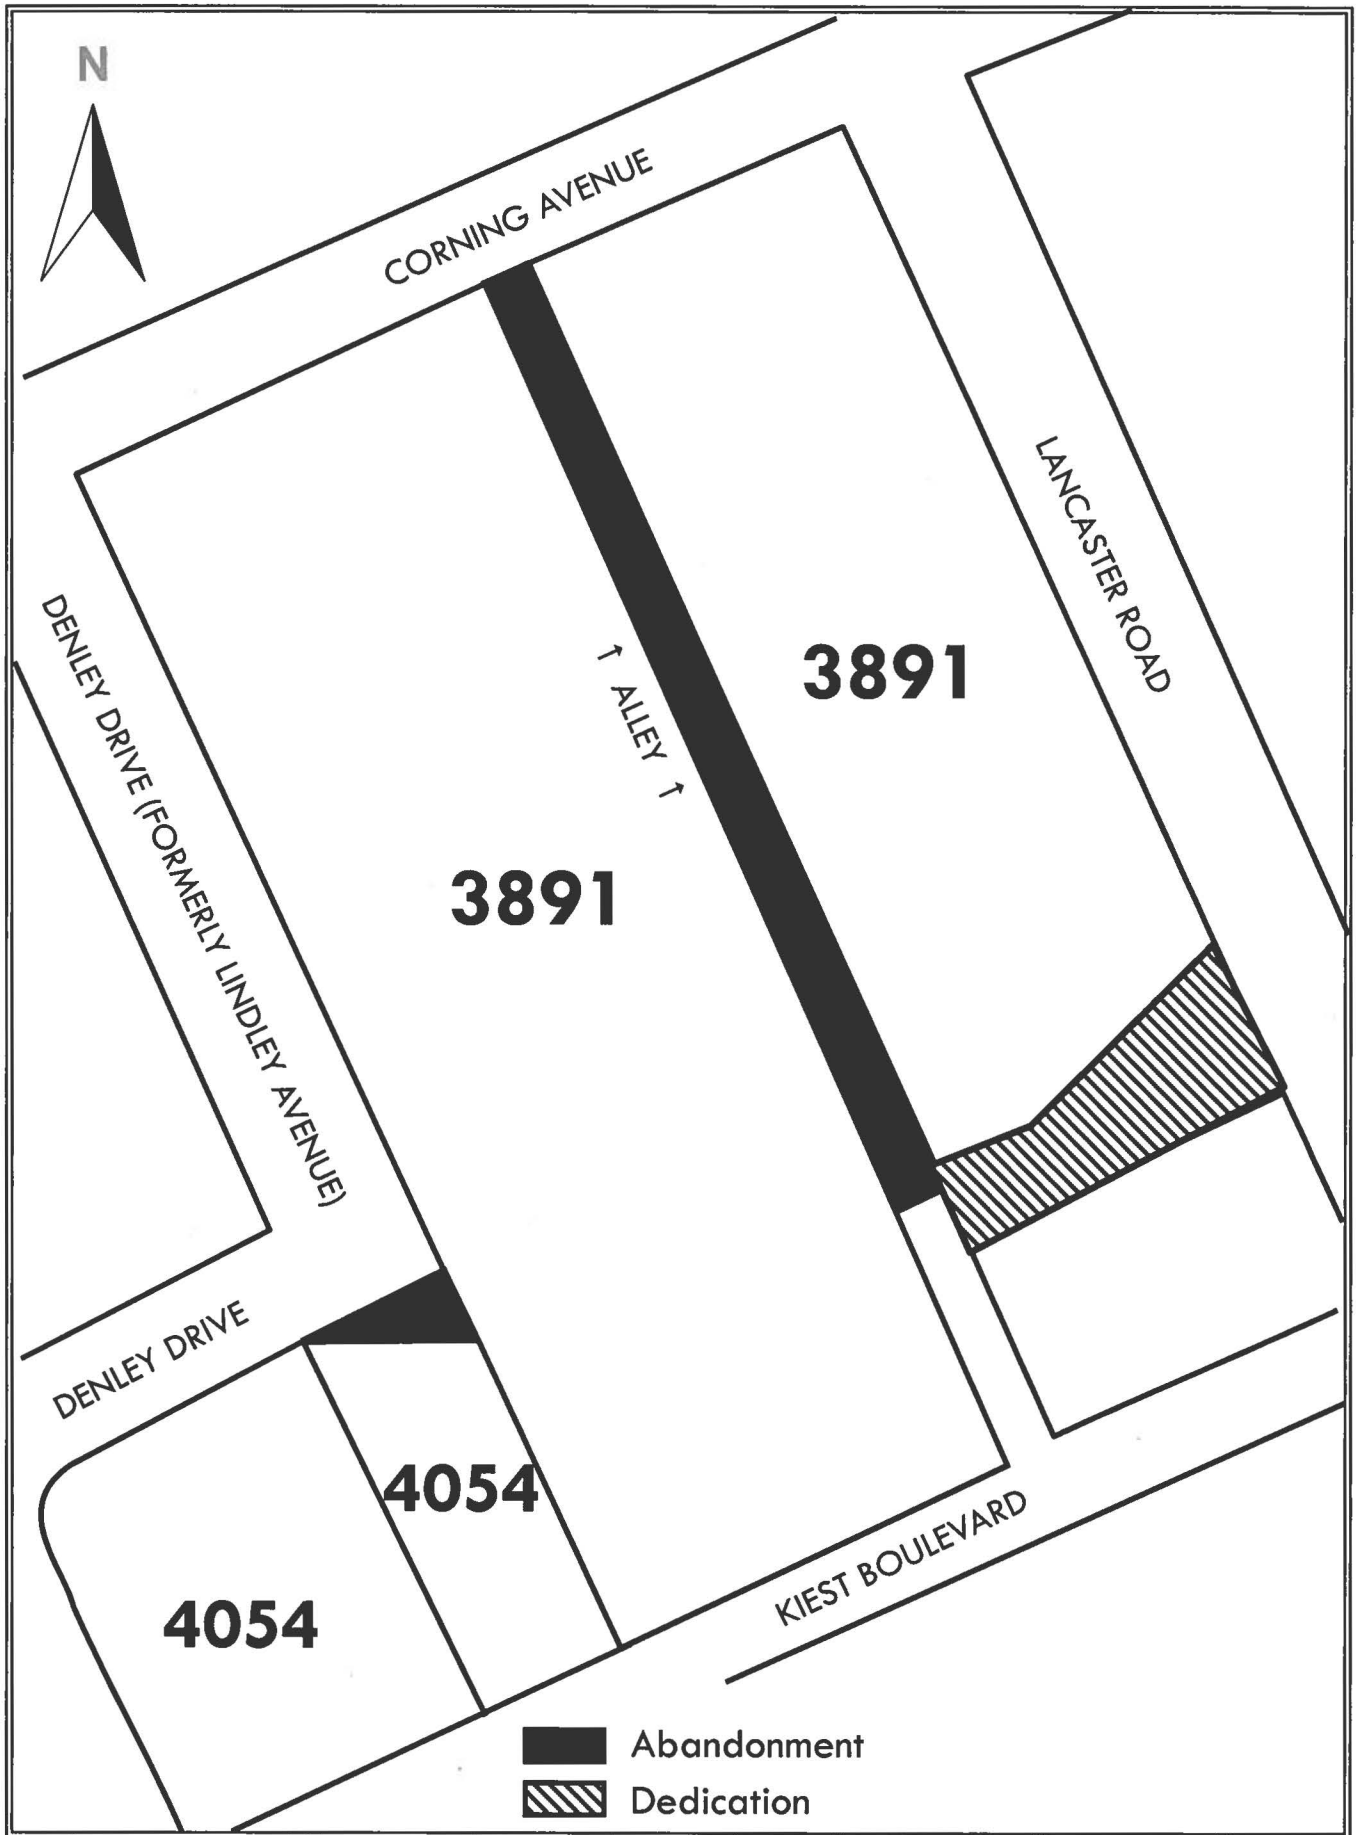 N
CORNING AVENUE
LANCASTER ROAD
DENLEY DRIVE (FORMERLY LINDLEY AVENUE)
↑ ALLEY ↑
3891
3891
DENLEY DRIVE
4054
4054
KIEST BOULEVARD
Abandonment
Dedication